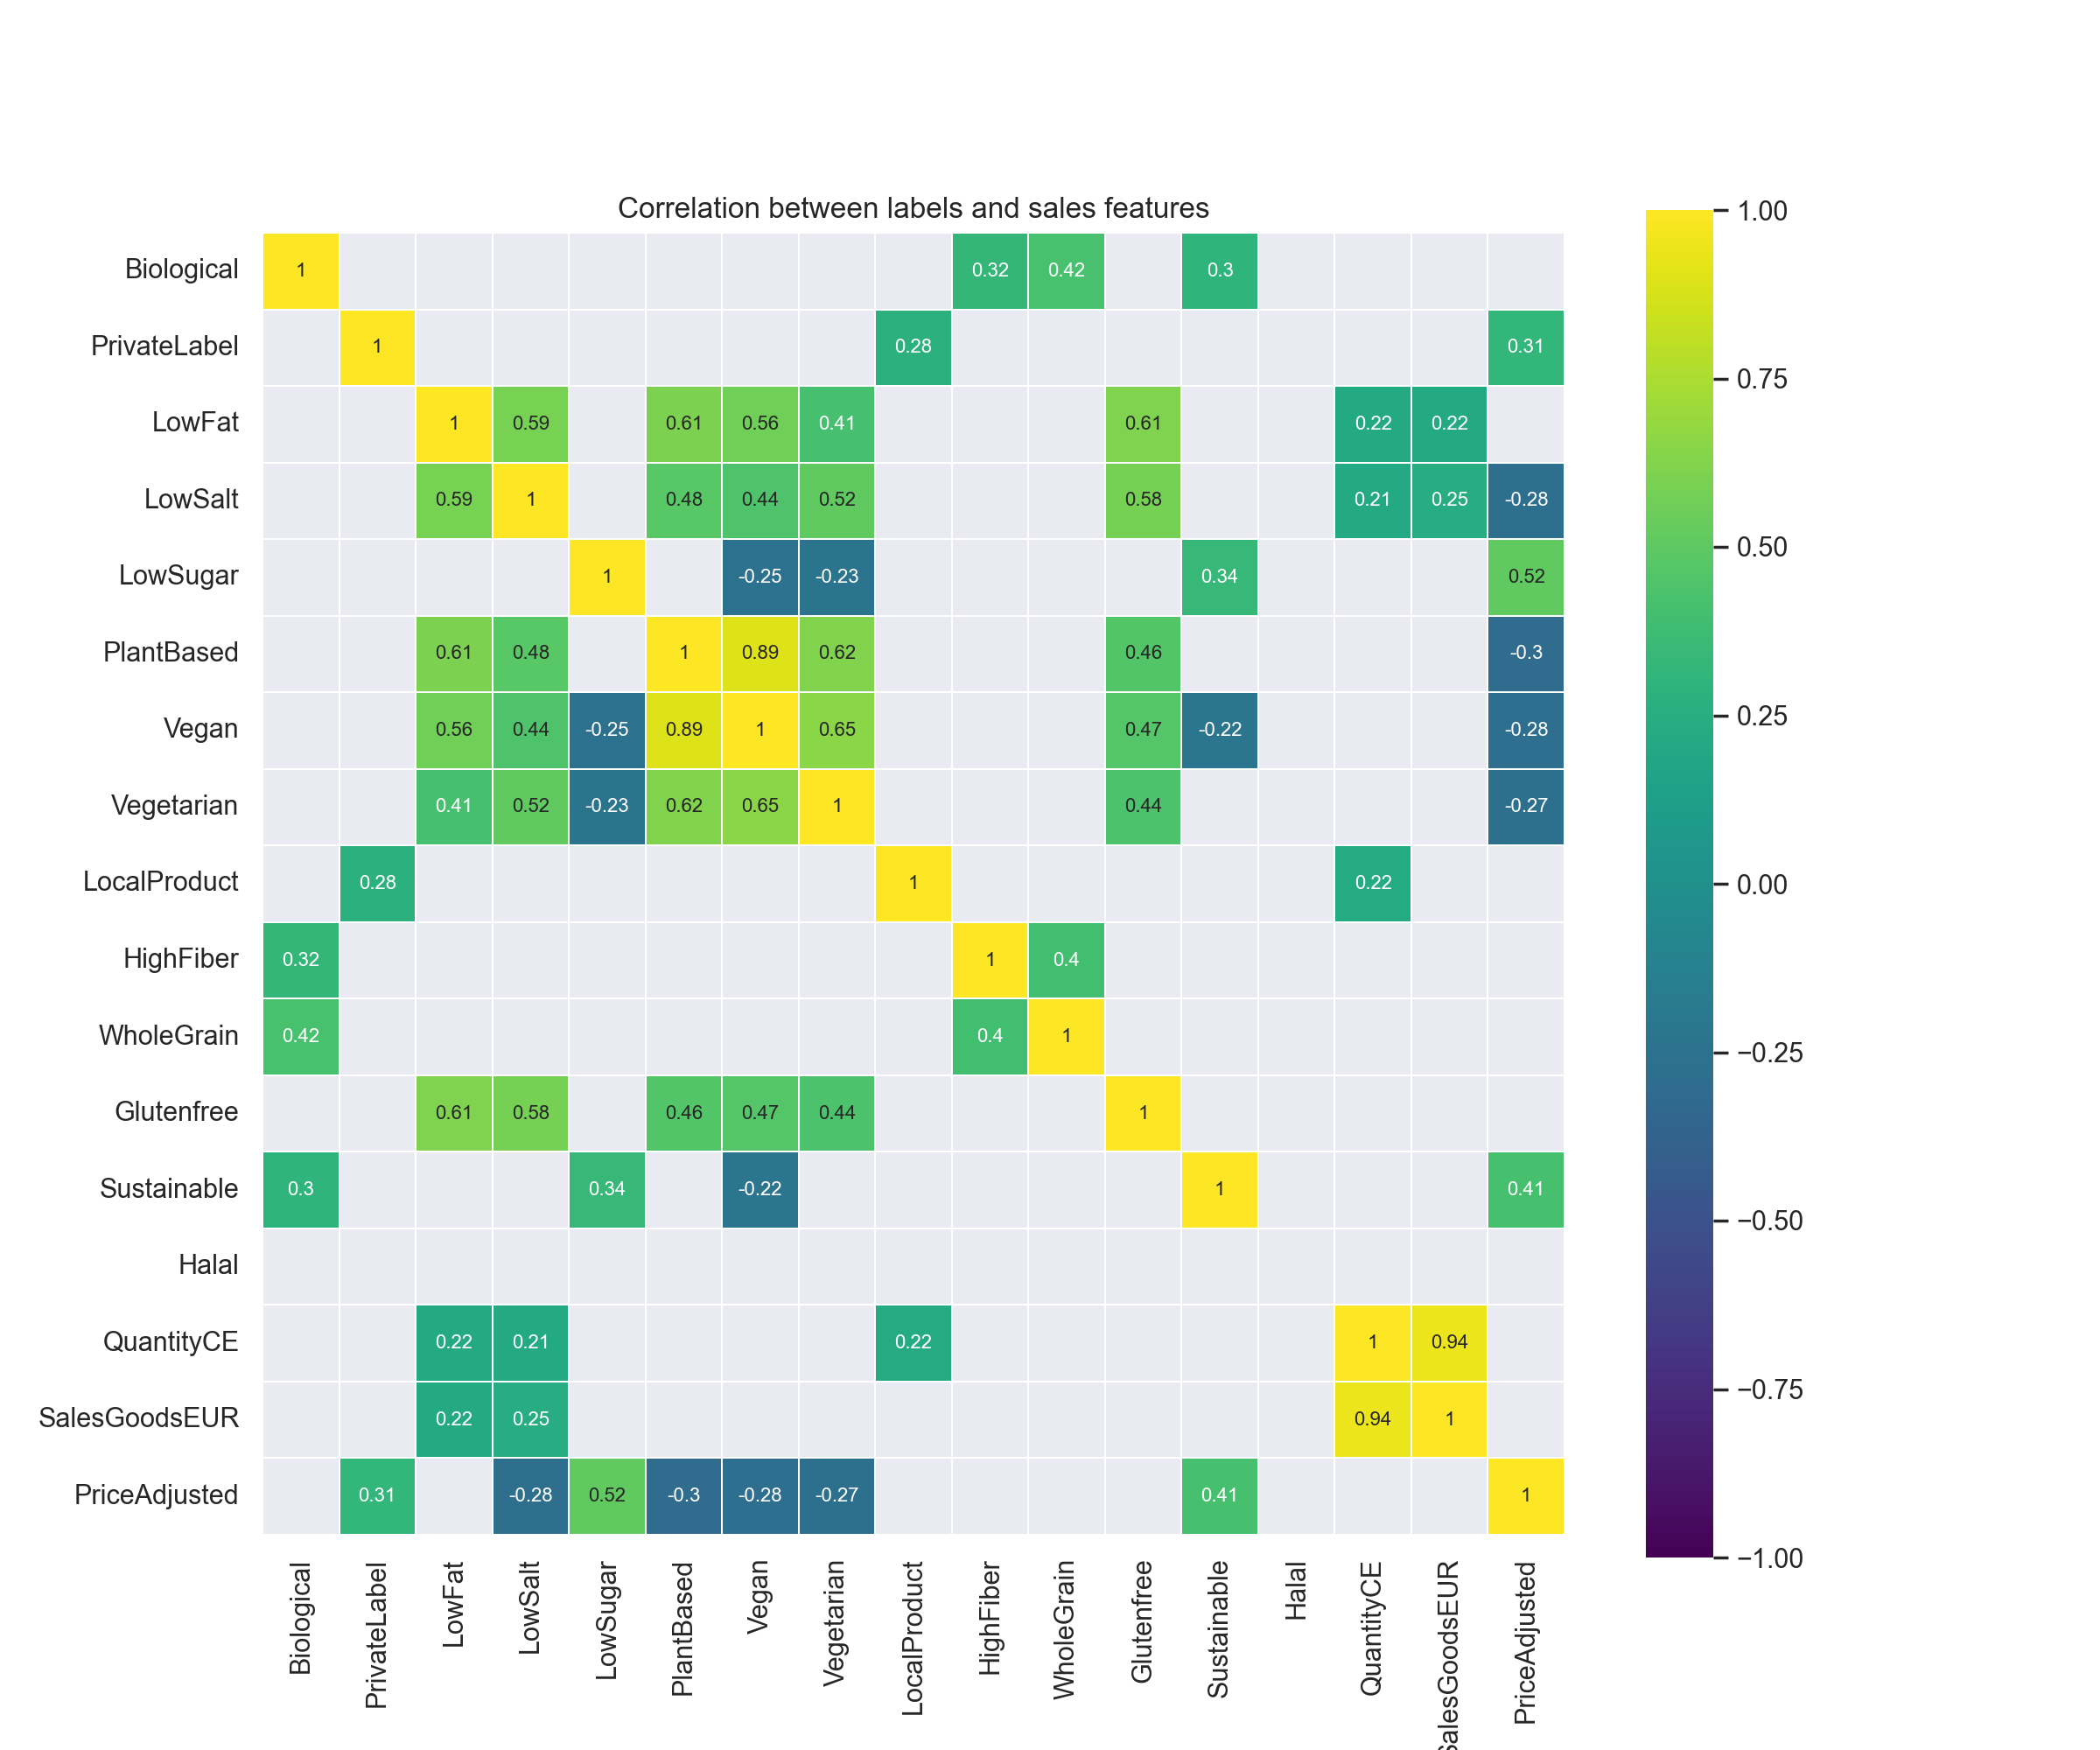 Correlation between labels and sales features
Biological 1 0.32 0.42 0.3
PrivateLabel 1 0.28 0.31
LowFat 1 0.59 0.61 0.56 0.41 0.61 0.22 0.22
LowSalt 0.59 1 0.48 0.44 0.52 0.58 0.21 0.25 -0.28
LowSugar 1 -0.25 -0.23 0.34 0.52
PlantBased 0.61 0.48 1 0.89 0.62 0.46 -0.3
Vegan 0.56 0.44 -0.25 0.89 1 0.65 0.47 -0.22 -0.28
Vegetarian 0.41 0.52 -0.23 0.62 0.65 1 0.44 -0.27
LocalProduct 0.28 1 0.22
HighFiber 0.32 1 0.4
WholeGrain 0.42 0.4 1
Glutenfree 0.61 0.58 0.46 0.47 0.44 1
Sustainable 0.3 0.34 -0.22 1 0.41
Halal
QuantityCE 0.22 0.21 0.22 1 0.94
SalesGoodsEUR 0.22 0.25 0.94 1
PriceAdjusted 0.31 -0.28 0.52 -0.3 -0.28 -0.27 0.41 1
Biological
PrivateLabel
LowFat
LowSalt
LowSugar
PlantBased
Vegan
Vegetarian
LocalProduct
HighFiber
WholeGrain
Glutenfree
Sustainable
Halal
QuantityCE
SalesGoodsEUR
PriceAdjusted
1.00
0.75
0.50
0.25
0.00
−0.25
−0.50
−0.75
−1.00